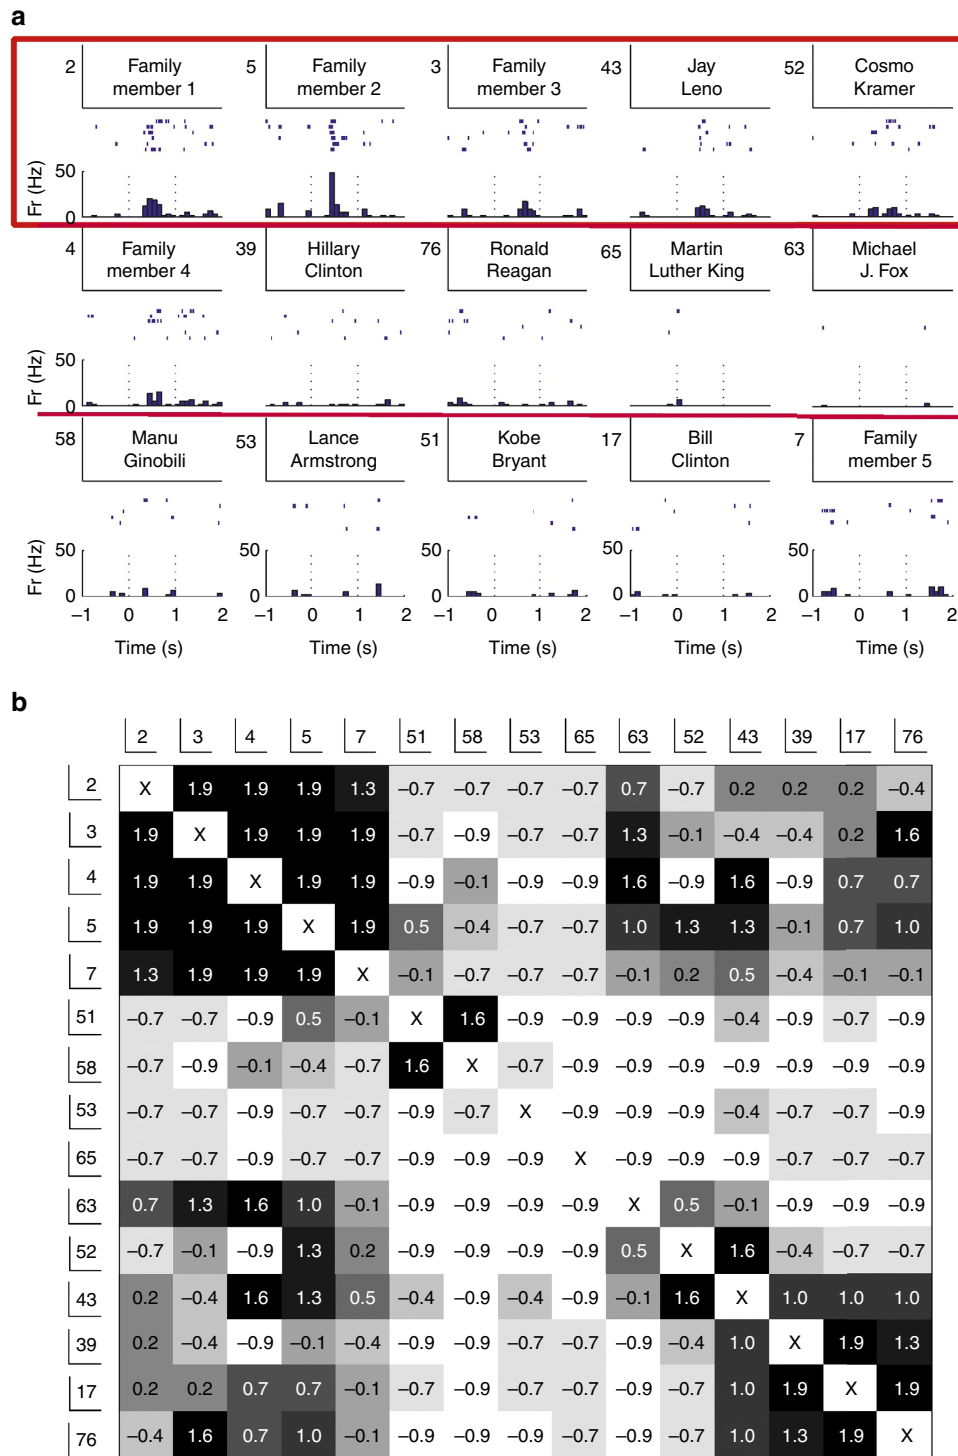 a
2 Family member 1 5 Family member 2 3 Family member 3 43 Jay Leno 52 Cosmo Kramer
Fr (Hz) 50 0
4 Family member 4 39 Hillary Clinton 76 Ronald Reagan 65 Martin Luther King 63 Michael J. Fox
Fr (Hz) 50 0
58 Manu Ginobili 53 Lance Armstrong 51 Kobe Bryant 17 Bill Clinton 7 Family member 5
Fr (Hz) 50 0 50 0 50 0 50 0 50 0
−1 0 1 2 −1 0 1 2 −1 0 1 2 −1 0 1 2 −1 0 1 2
Time (s) Time (s) Time (s) Time (s) Time (s)
b
2 3 4 5 7 51 58 53 65 63 52 43 39 17 76
2 X 1.9 1.9 1.9 1.3 −0.7 −0.7 −0.7 −0.7 0.7 −0.7 0.2 0.2 0.2 −0.4
3 1.9 X 1.9 1.9 1.9 −0.7 −0.9 −0.7 −0.7 1.3 −0.1 −0.4 −0.4 0.2 1.6
4 1.9 1.9 X 1.9 1.9 −0.9 −0.1 −0.9 −0.9 1.6 −0.9 1.6 −0.9 0.7 0.7
5 1.9 1.9 1.9 X 1.9 0.5 −0.4 −0.7 −0.7 1.0 1.3 1.3 −0.1 0.7 1.0
7 1.3 1.9 1.9 1.9 X −0.1 −0.7 −0.7 −0.7 −0.1 0.2 0.5 −0.4 −0.1 −0.1
51 −0.7 −0.7 −0.9 0.5 −0.1 X 1.6 −0.9 −0.9 −0.9 −0.9 −0.4 −0.9 −0.7 −0.9
58 −0.7 −0.9 −0.1 −0.4 −0.7 1.6 X −0.7 −0.9 −0.9 −0.9 −0.9 −0.9 −0.9 −0.9
53 −0.7 −0.7 −0.9 −0.7 −0.7 −0.9 −0.7 X −0.9 −0.9 −0.9 −0.4 −0.7 −0.7 −0.9
65 −0.7 −0.7 −0.9 −0.7 −0.7 −0.9 −0.9 −0.9 X −0.9 −0.9 −0.9 −0.7 −0.7 −0.7
63 0.7 1.3 1.6 1.0 −0.1 −0.9 −0.9 −0.9 −0.9 X 0.5 −0.1 −0.9 −0.9 −0.9
52 −0.7 −0.1 −0.9 1.3 0.2 −0.9 −0.9 −0.9 −0.9 0.5 X 1.6 −0.4 −0.7 −0.7
43 0.2 −0.4 1.6 1.3 0.5 −0.4 −0.9 −0.4 −0.9 −0.1 1.6 X 1.0 1.0 1.0
39 0.2 −0.4 −0.9 −0.1 −0.4 −0.9 −0.9 −0.7 −0.7 −0.9 −0.4 1.0 X 1.9 1.3
17 0.2 0.2 0.7 0.7 −0.1 −0.7 −0.9 −0.7 −0.7 −0.9 −0.7 1.0 1.9 X 1.9
76 −0.4 1.6 0.7 1.0 −0.1 −0.9 −0.9 −0.9 −0.7 −0.9 −0.7 1.0 1.3 1.9 X